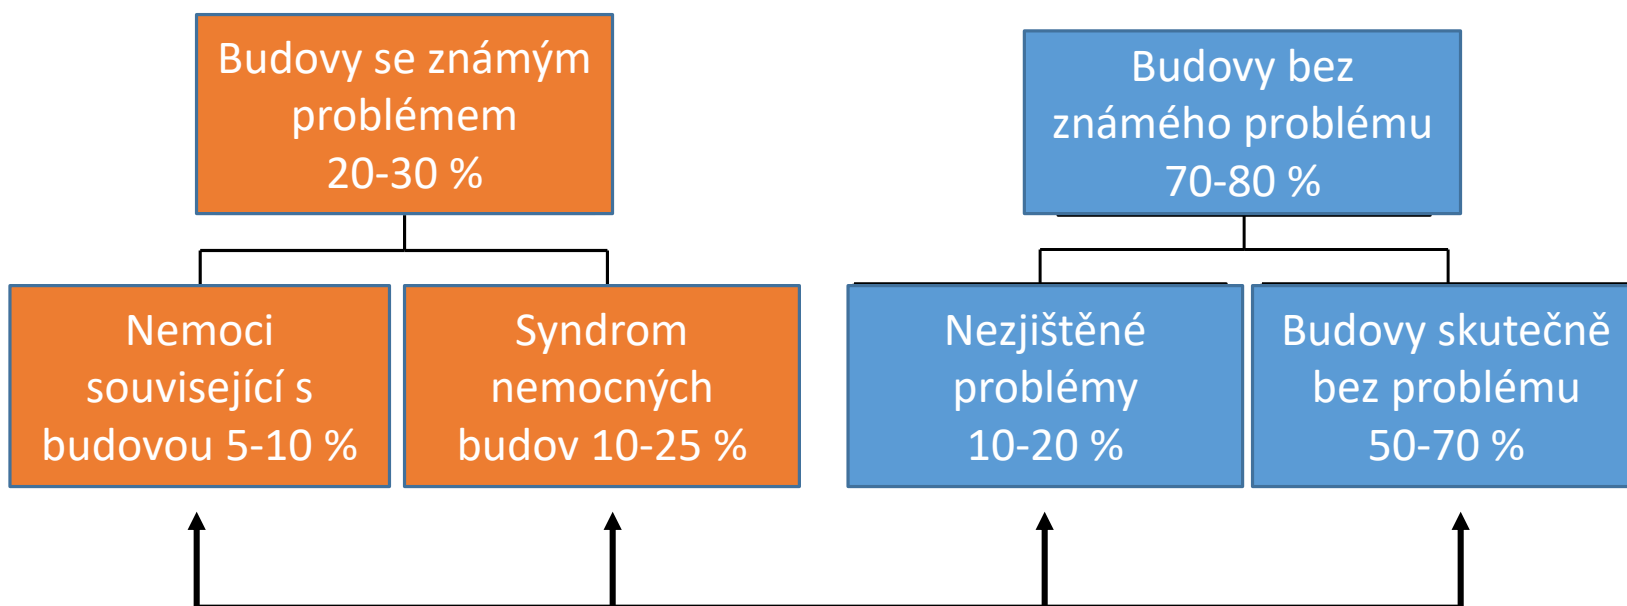 Budovy se známým
problémem
20-30 %
Budovy bez
známého problému
70-80 %
Nemoci
související s
budovou 5-10 %
Syndrom
nemocných
budov 10-25 %
Nezjištěné
problémy
10-20 %
Budovy skutečně
bez problému
50-70 %